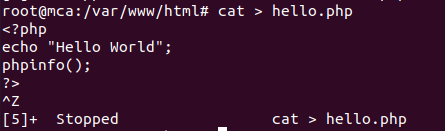 root@mca:/var/www/html# cat > hello.php
<?php
echo "Hello World";
phpinfo();
?>
^Z
[5]+  Stopped                 cat > hello.php